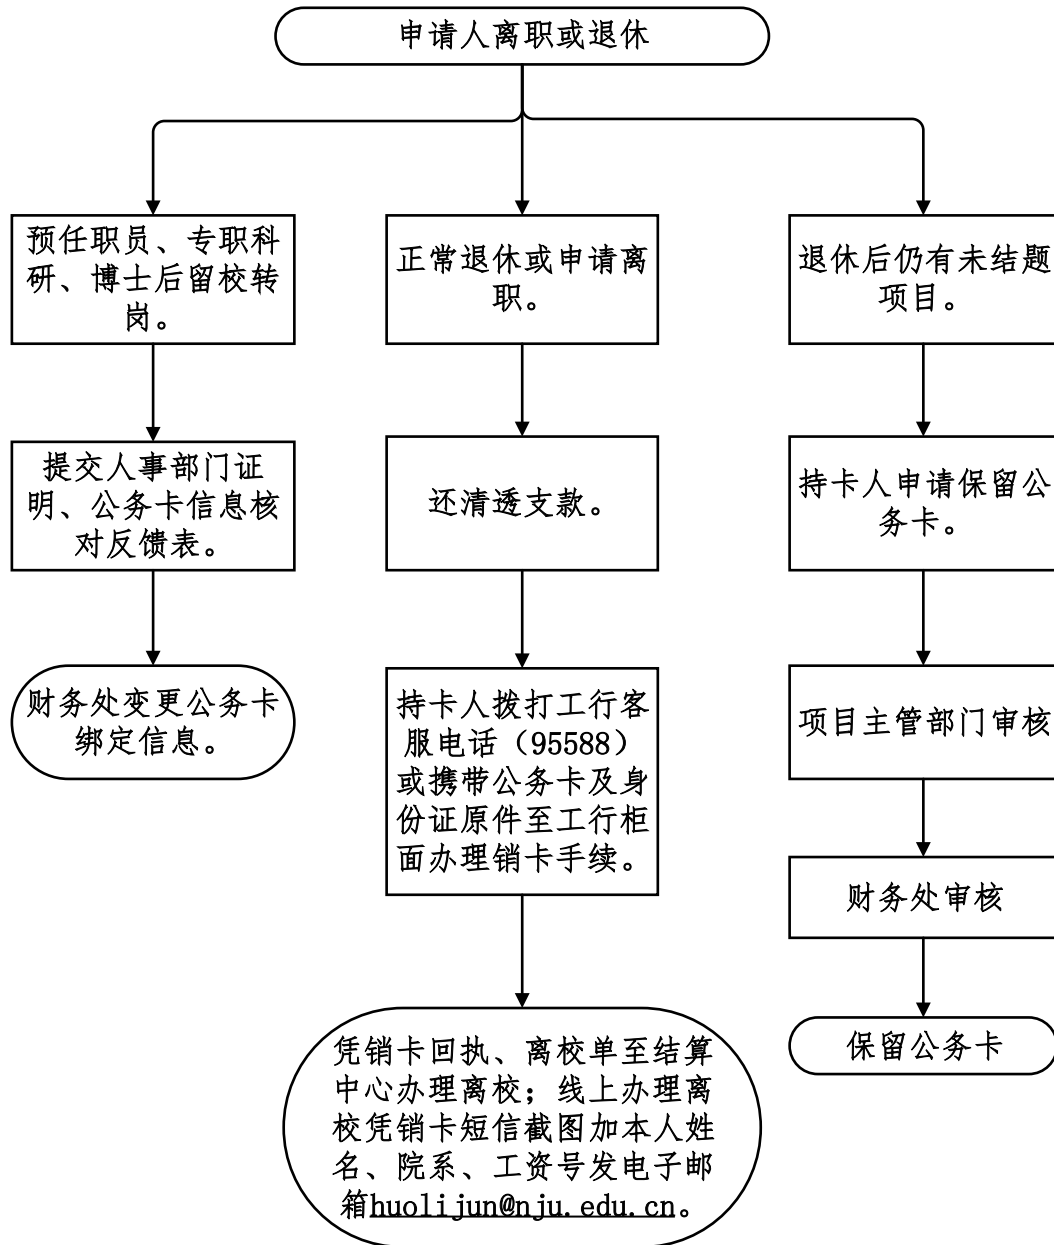 申请人离职或退休
预任职员、专职科
研、博士后留校转
岗。
正常退休或申请离
职。
退休后仍有未结题
项目。
提交人事部门证
明、公务卡信息核
对反馈表。
还清透支款。
持卡人申请保留公
务卡。
财务处变更公务卡
绑定信息。
持卡人拨打工行客
服电话（95588）
或携带公务卡及身
份证原件至工行柜
面办理销卡手续。
项目主管部门审核
财务处审核
凭销卡回执、离校单至结算
中心办理离校；线上办理离
校凭销卡短信截图加本人姓
名、院系、工资号发电子邮
箱huolijun@nju.edu.cn。
保留公务卡